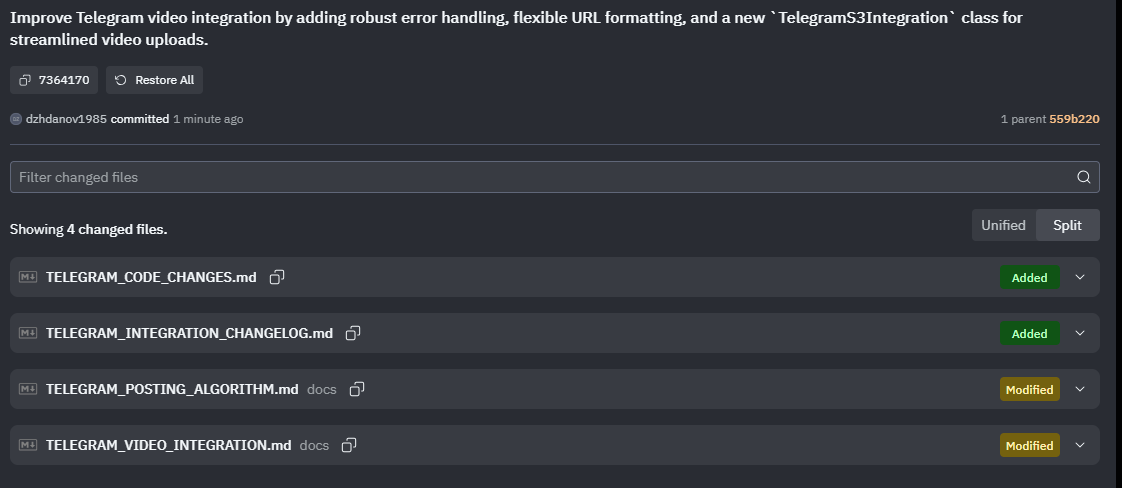 Improve Telegram video integration by adding robust error handling, flexible URL formatting, and a new `TelegramS3Integration` class for
streamlined video uploads.
7364170 Restore All
dzhdanov1985 committed 1 minute ago 1 parent 559b220
Filter changed files
Showing 4 changed files. Unified Split
M↓ TELEGRAM_CODE_CHANGES.md Added
M↓ TELEGRAM_INTEGRATION_CHANGELOG.md Added
M↓ TELEGRAM_POSTING_ALGORITHM.md docs Modified
M↓ TELEGRAM_VIDEO_INTEGRATION.md docs Modified